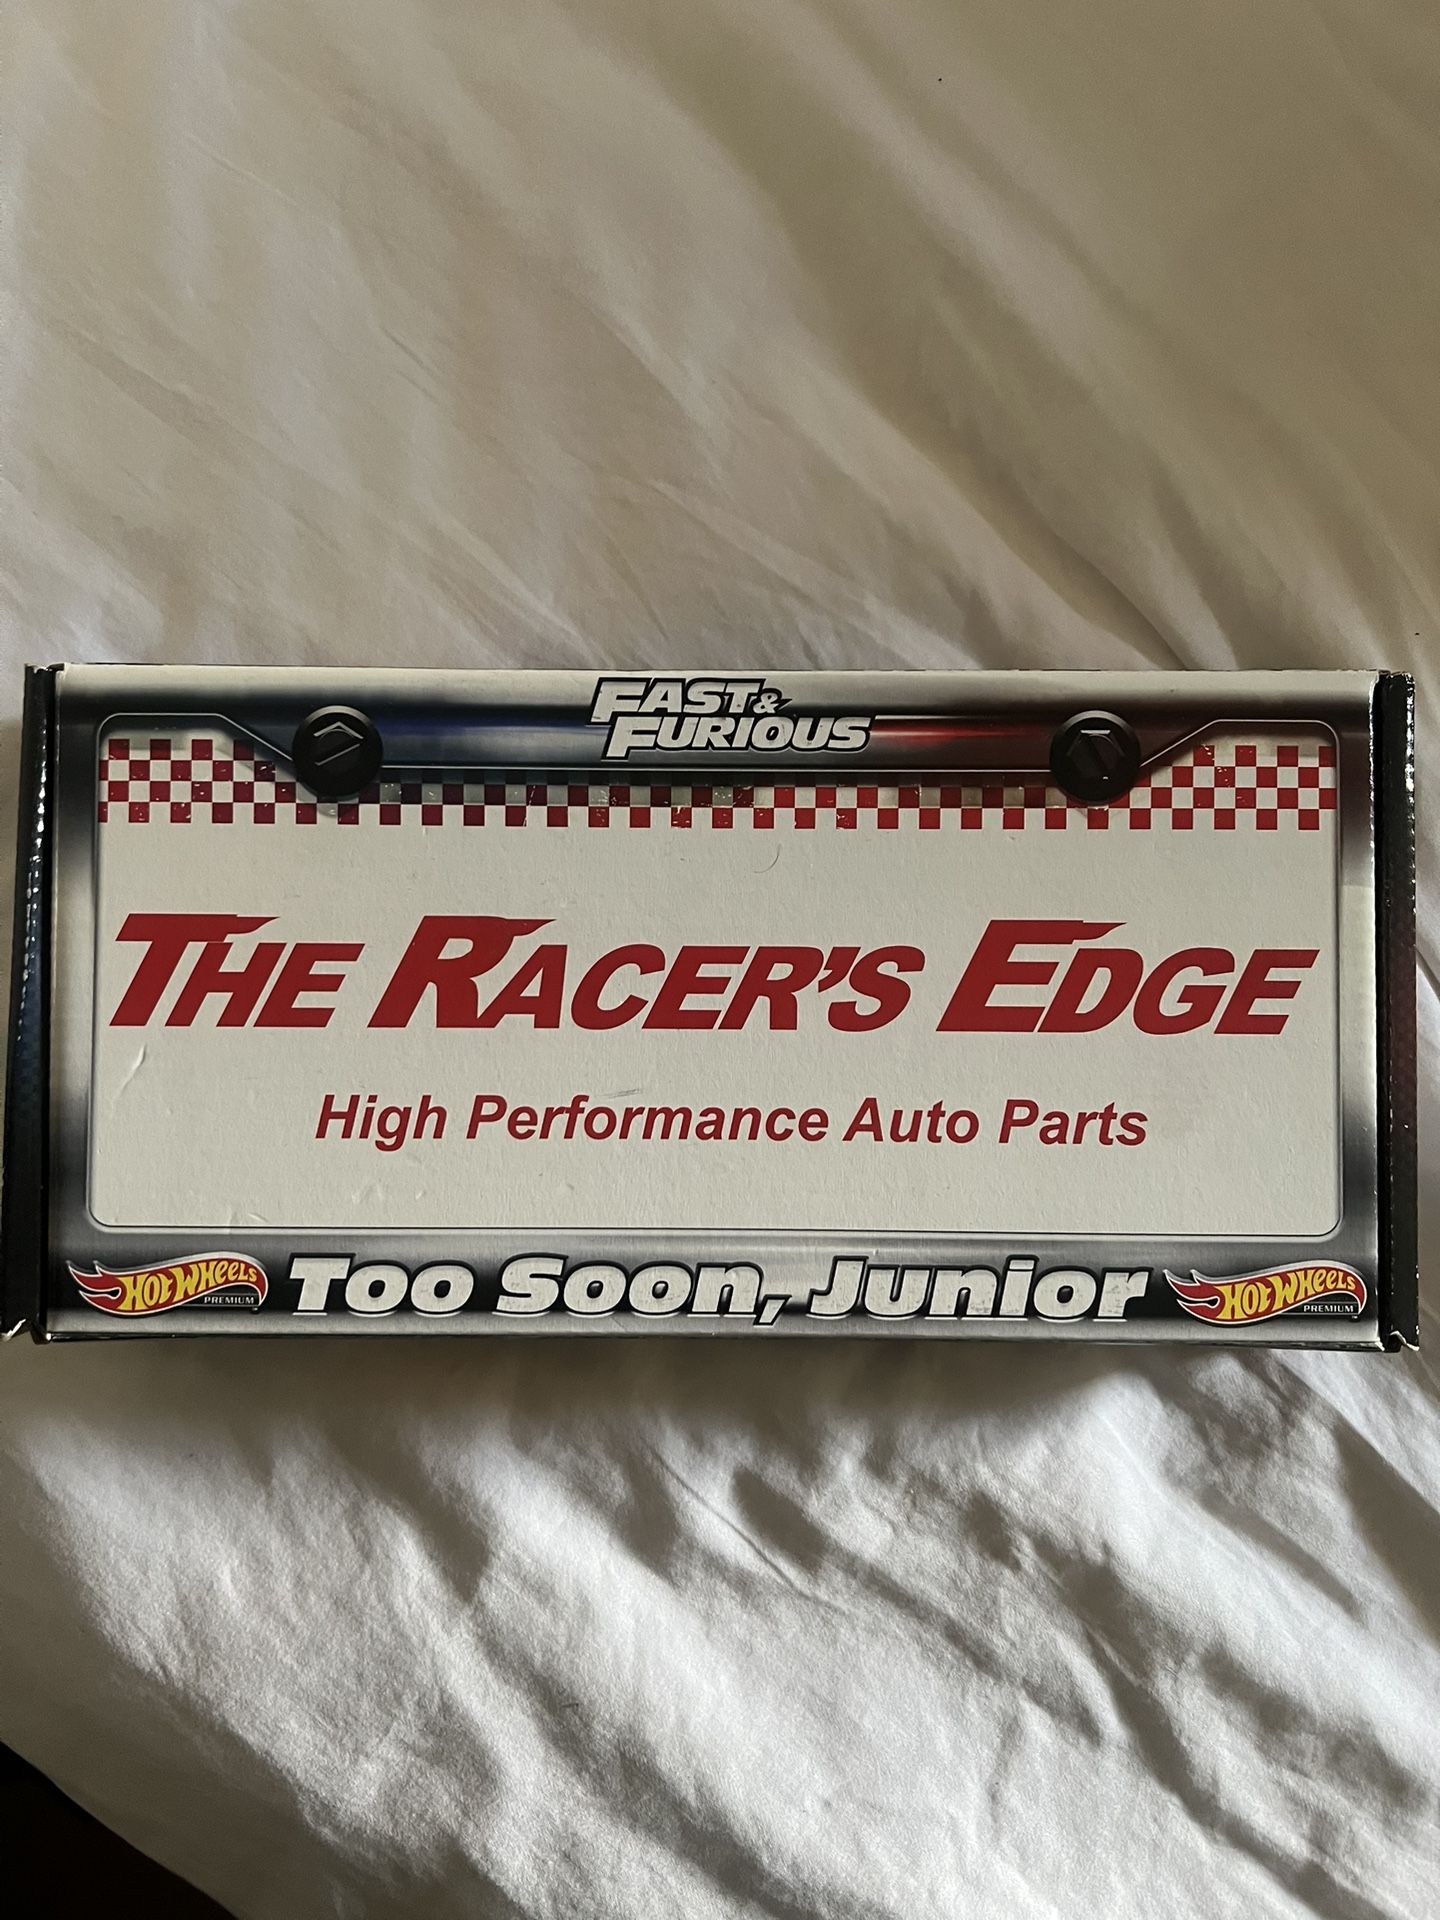 FAST &
FURIOUS
THE RACER'S EDGE
High Performance Auto Parts
HOT WHEELS
PREMIUM
TOO SOON, JUNIOR
HOT WHEELS
PREMIUM